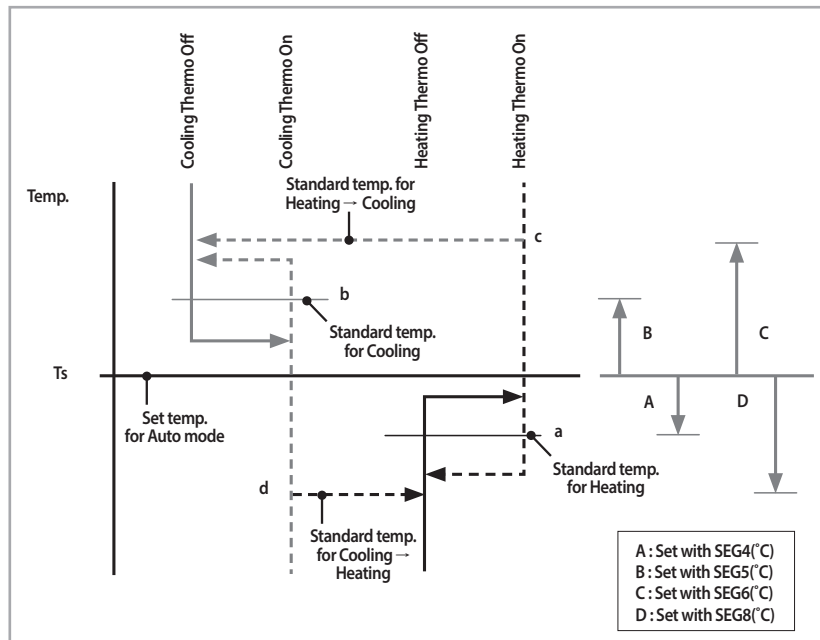 Cooling Thermo Off
Cooling Thermo On
Heating Thermo Off
Heating Thermo On
Temp.
Standard temp. for
Heating → Cooling
c
b
Standard temp.
for Cooling
B
C
Ts
A
D
Set temp.
for Auto mode
a
Standard temp.
for Heating
d
Standard temp.
for Cooling →
Heating
A : Set with SEG4(˚C)
B : Set with SEG5(˚C)
C : Set with SEG6(˚C)
D : Set with SEG8(˚C)